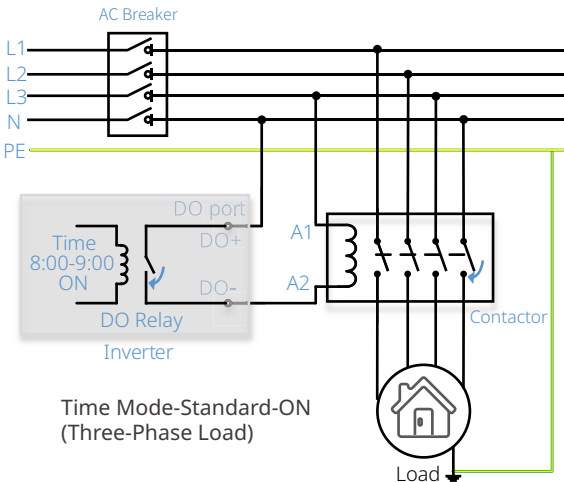 AC Breaker
L1
L2
L3
N
PE
DO port
DO+
Time
8:00-9:00
ON
DO-
DO Relay
Inverter
A1
A2
Contactor
Time Mode-Standard-ON
(Three-Phase Load)
Load